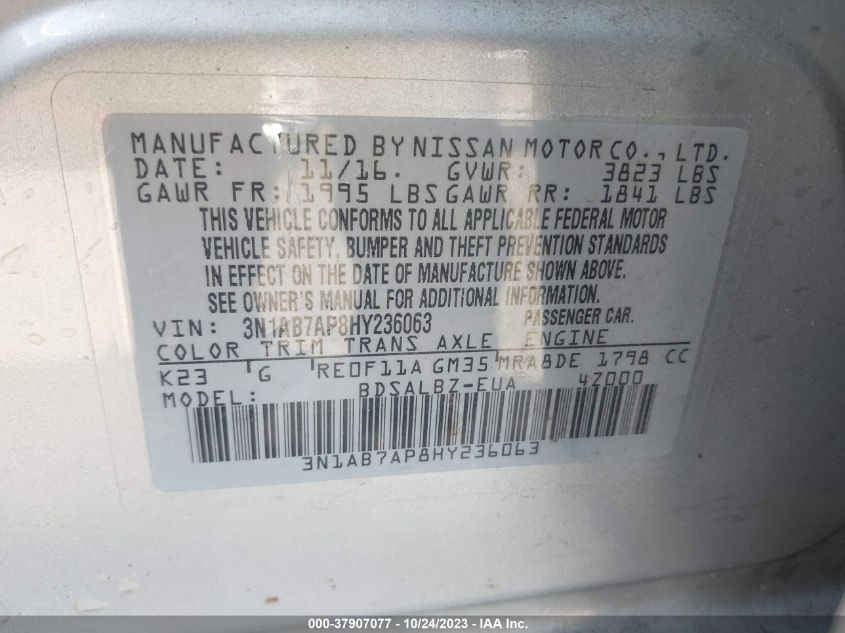 MANUFACTURED BY NISSAN MOTOR CO., LTD.
DATE: 11/16. GVWR: 3823 LBS
GAWR FR: 1995 LBS GAWR RR: 1841 LBS
THIS VEHICLE CONFORMS TO ALL APPLICABLE FEDERAL MOTOR
VEHICLE SAFETY, BUMPER AND THEFT PREVENTION STANDARDS
IN EFFECT ON THE DATE OF MANUFACTURE SHOWN ABOVE.
SEE OWNER'S MANUAL FOR ADDITIONAL INFORMATION.
VIN: 3N1AB7AP8HY236063 PASSENGER CAR.
COLOR TRIM TRANS AXLE ENGINE
K23 G RE0F11A GM35 MRA8DE 1798 CC
MODEL: BDSALBZ-EUA 4Z000
3N1AB7AP8HY236063
000-37907077 - 10/24/2023 - IAA Inc.